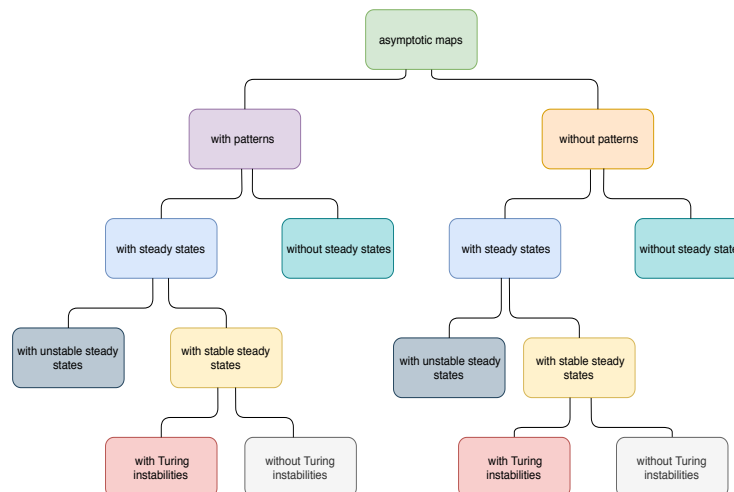 asymptotic maps
with patterns
without patterns
with steady states
without steady states
with steady states
without steady state
with unstable steady
states
with stable steady
states
with unstable steady
states
with stable steady
states
with Turing
instabilities
without Turing
instabilities
with Turing
instabilities
without Turing
instabilities